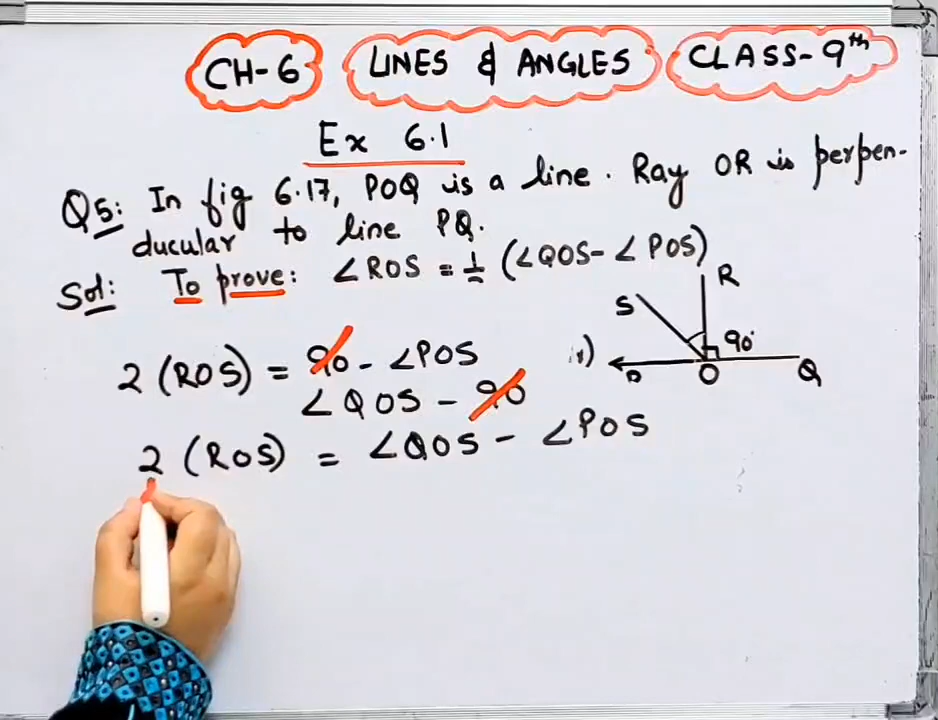 CH-6 LINES & ANGLES CLASS-9th
Ex 6.1
Q5: In fig 6.17, POQ is a line. Ray OR is perpen-
ducular to line PQ.
Sol: To prove: ∠ROS = 1/2 (∠QOS - ∠POS)
R
S
90°
P O Q
2 (ROS) = 90 - ∠POS
∠QOS - 90
2 (ROS) = ∠QOS - ∠POS